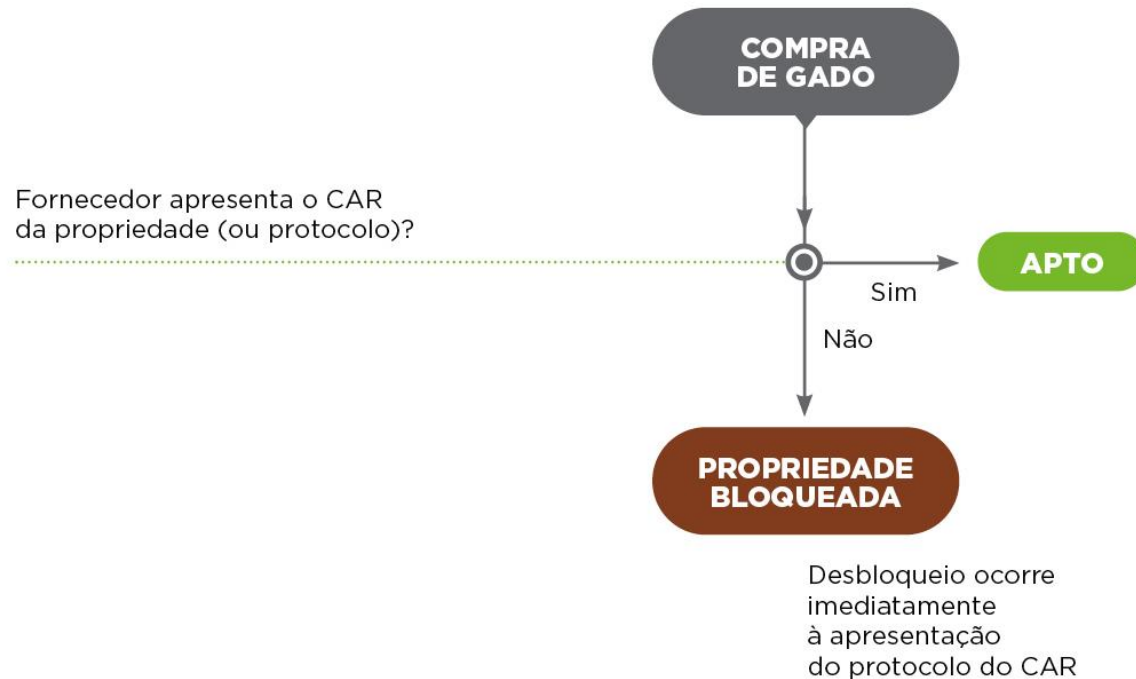 COMPRA
DE GADO
Fornecedor apresenta o CAR
da propriedade (ou protocolo)?
APTO
Sim
Não
PROPRIEDADE
BLOQUEADA
Desbloqueio ocorre
imediatamente
à apresentação
do protocolo do CAR